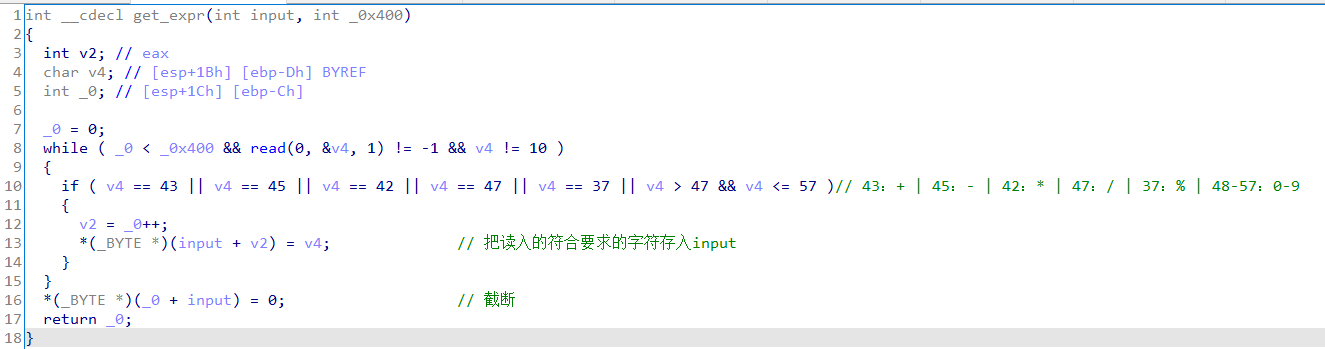 1 int __cdecl get_expr(int input, int _0x400)
2 {
3 int v2; // eax
4 char v4; // [esp+1Bh] [ebp-Dh] BYREF
5 int _0; // [esp+1Ch] [ebp-Ch]
6
7 _0 = 0;
8 while ( _0 < _0x400 && read(0, &v4, 1) != -1 && v4 != 10 )
9 {
10 if ( v4 == 43 || v4 == 45 || v4 == 42 || v4 == 47 || v4 == 37 || v4 > 47 && v4 <= 57 )// 43：+ | 45：- | 42：* | 47：/ | 37：% | 48-57：0-9
11 {
12 v2 = _0++;
13 *(_BYTE *)(input + v2) = v4; // 把读入的符合要求的字符存入input
14 }
15 }
16 *(_BYTE *)(_0 + input) = 0; // 截断
17 return _0;
18 }